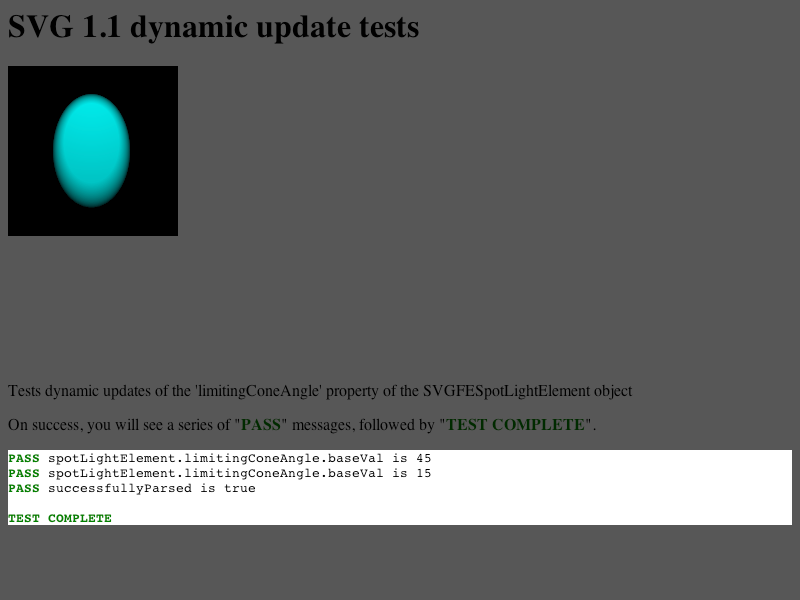 SVG 1.1 dynamic update tests
Tests dynamic updates of the 'limitingConeAngle' property of the SVGFESpotLightElement object
On success, you will see a series of "PASS" messages, followed by "TEST COMPLETE".
PASS spotLightElement.limitingConeAngle.baseVal is 45
PASS spotLightElement.limitingConeAngle.baseVal is 15
PASS successfullyParsed is true
TEST COMPLETE